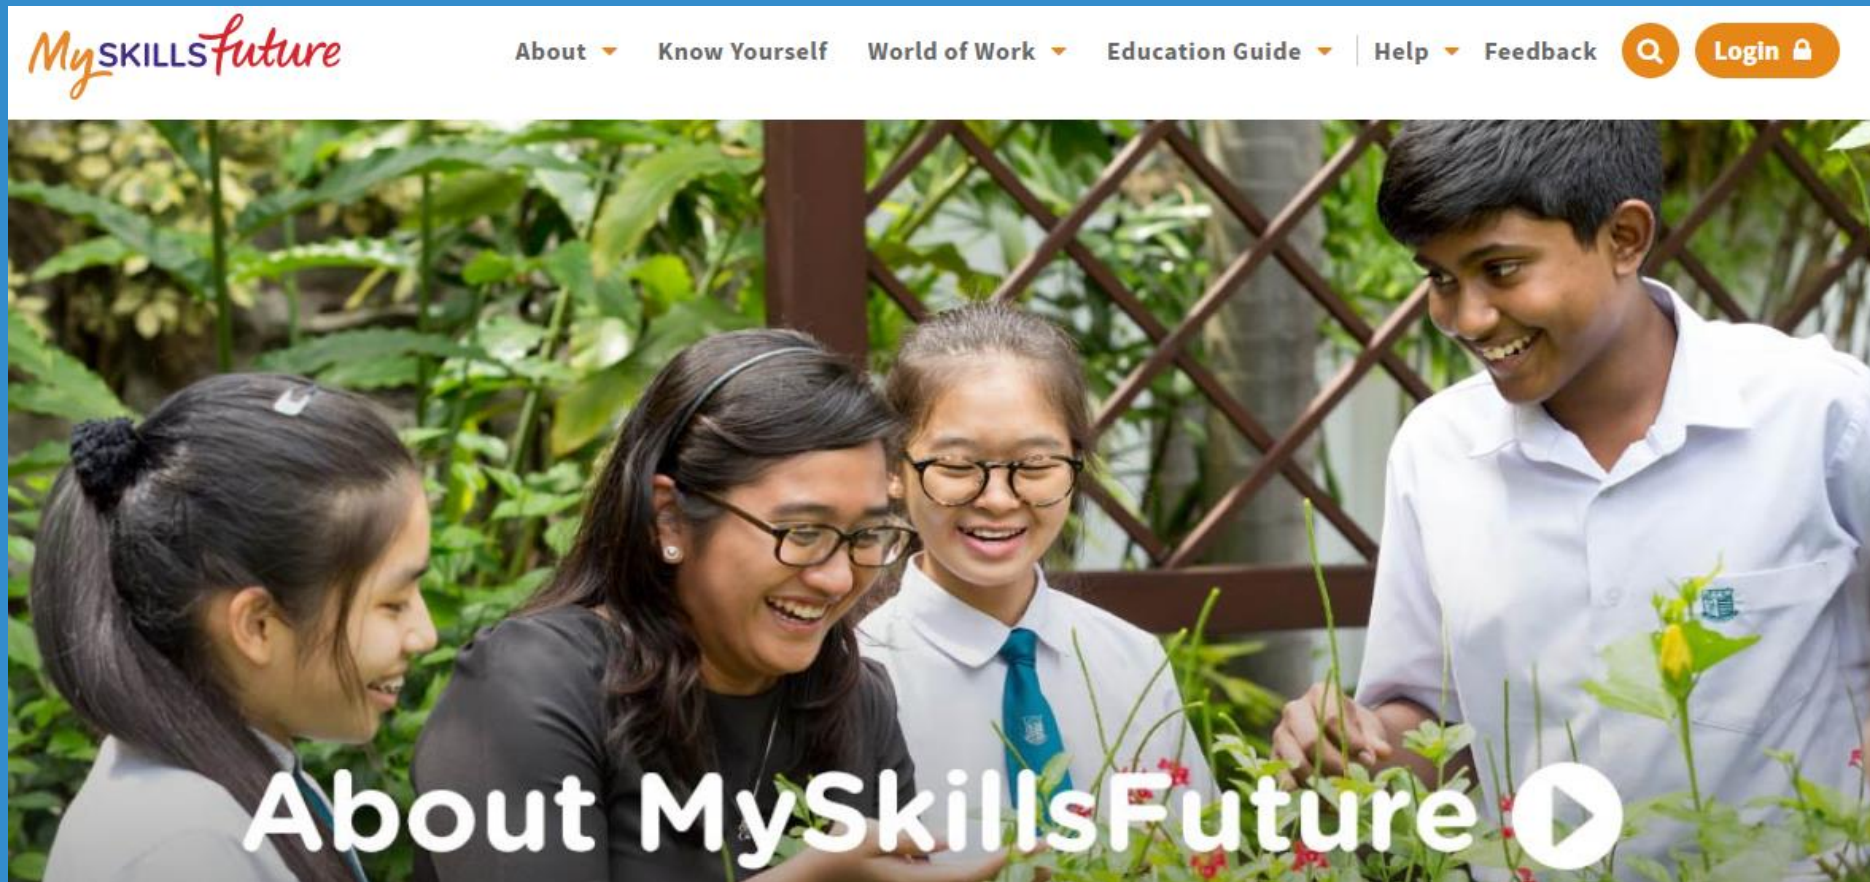 MySKILLSfuture
About Know Yourself World of Work Education Guide Help Feedback Login
About MySkillsFuture